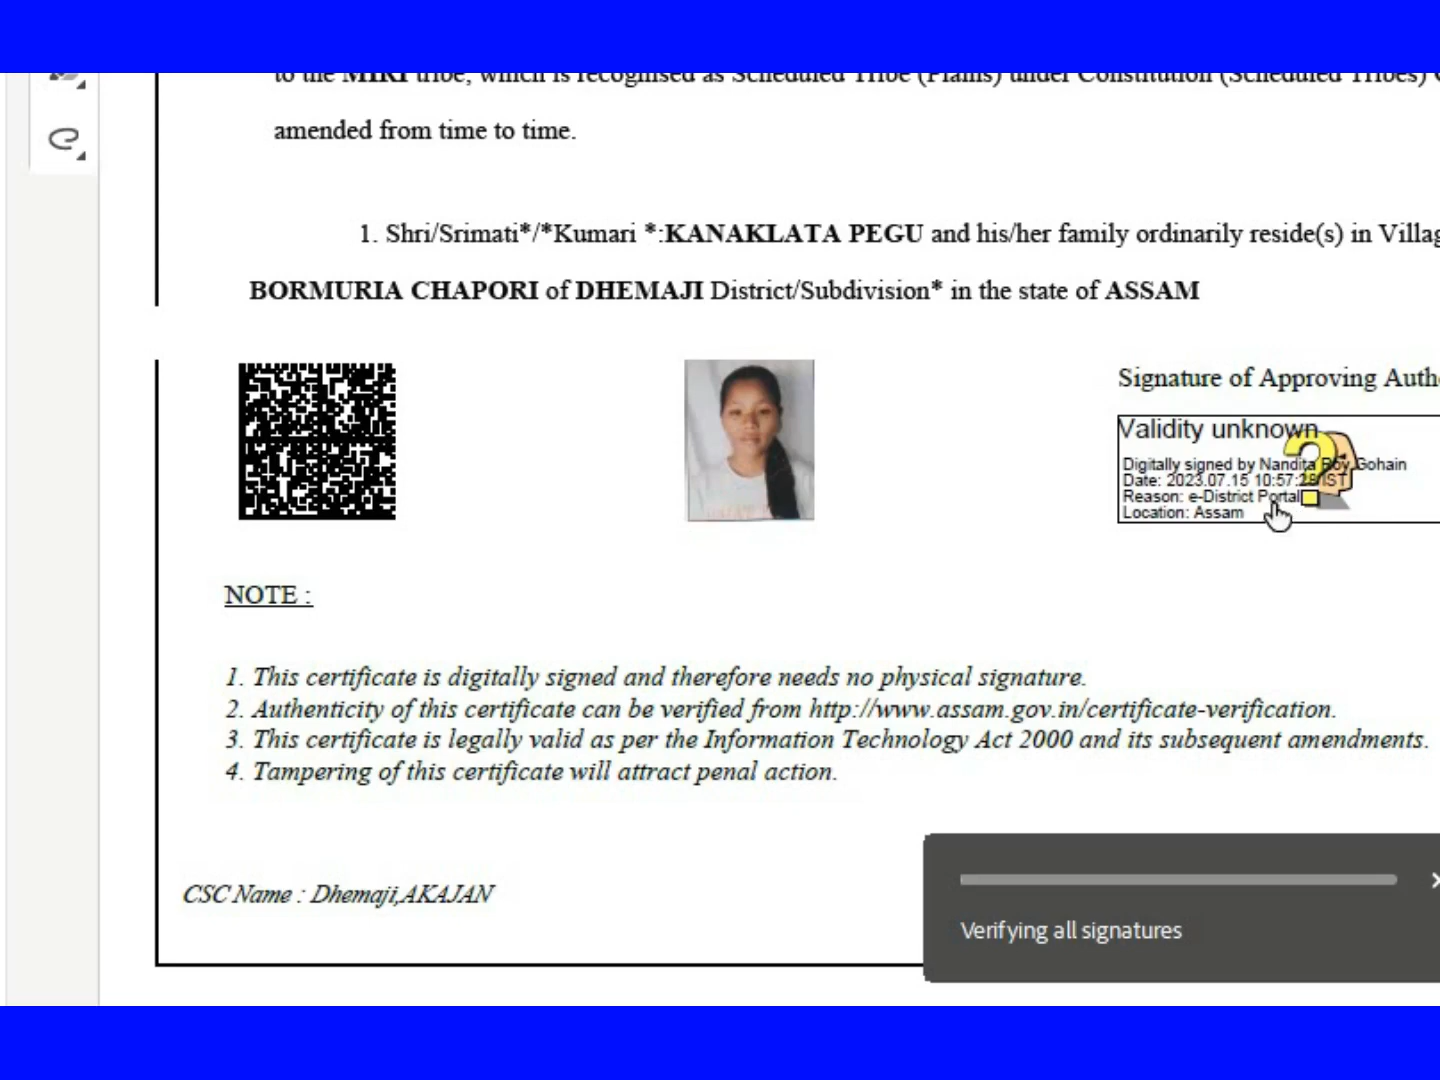 to the MIRI tribe, which is recognised as Scheduled Tribe (Plains) under Constitution (Scheduled Tribes)
amended from time to time.
1. Shri/Srimati*/*Kumari *:KANAKLATA PEGU and his/her family ordinarily reside(s) in Villag
BORMURIA CHAPORI of DHEMAJI District/Subdivision* in the state of ASSAM
Signature of Approving Auth
Validity unknown
Digitally signed by Nandita Roy Gohain
Date: 2023.07.15 10:57:28 IST
Reason: e-District Portal
Location: Assam
NOTE :
1. This certificate is digitally signed and therefore needs no physical signature.
2. Authenticity of this certificate can be verified from http://www.assam.gov.in/certificate-verification.
3. This certificate is legally valid as per the Information Technology Act 2000 and its subsequent amendments.
4. Tampering of this certificate will attract penal action.
CSC Name : Dhemaji,AKAJAN
Verifying all signatures